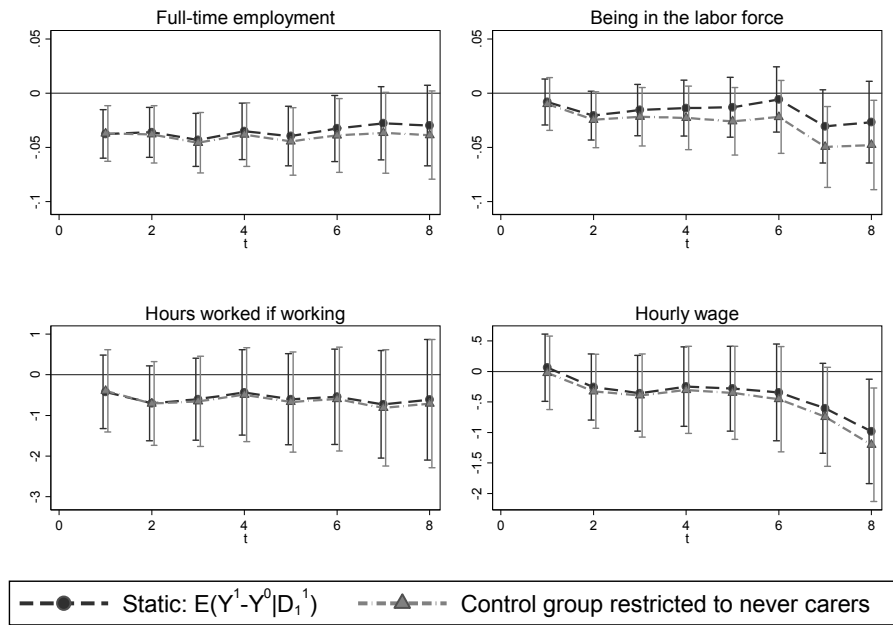 Full-time employment
.05
0
-.05
-.1
0 2 4 6 8
t
Being in the labor force
.05
0
-.05
-.1
0 2 4 6 8
t
Hours worked if working
1
0
-1
-2
-3
0 2 4 6 8
t
Hourly wage
.5
0
-.5
-1
-1.5
-2
0 2 4 6 8
t
Static: E(Y¹-Y⁰|D₁¹)
Control group restricted to never carers